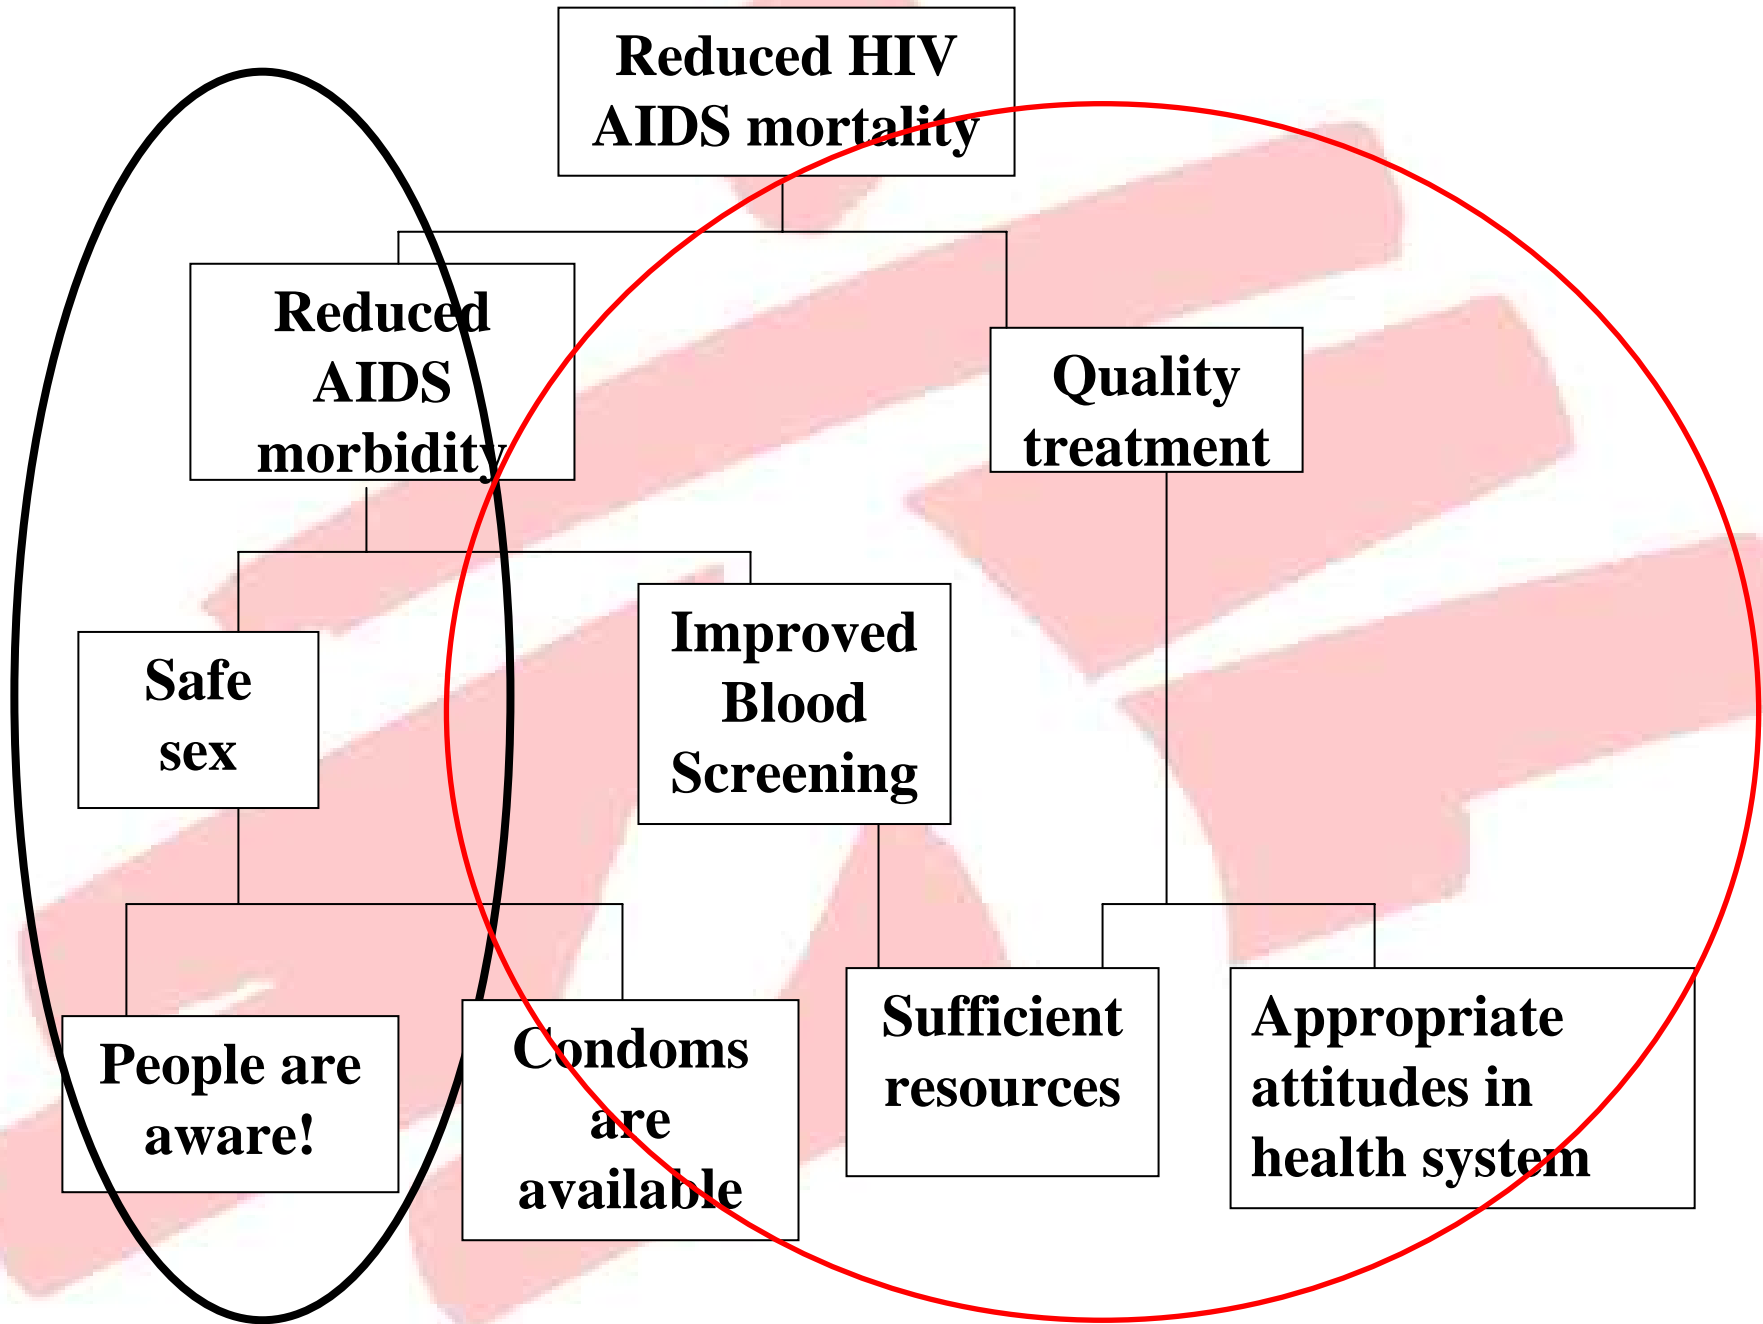 Reduced HIV
AIDS mortality
Reduced
AIDS
morbidity
Quality
treatment
Safe
sex
Improved
Blood
Screening
People are
aware!
Condoms
are
available
Sufficient
resources
Appropriate
attitudes in
health system